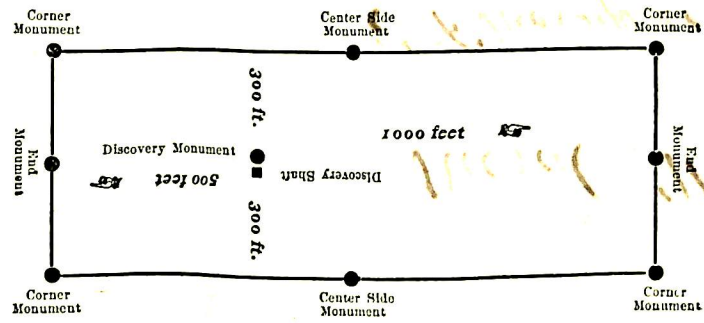 Corner
Monument
Center Side
Monument
Corner
Monument
300 ft.
1000 feet
End
Monument
Discovery Monument
500 feet
Discovery Shaft
End
Monument
300 ft.
Corner
Monument
Center Side
Monument
Corner
Monument